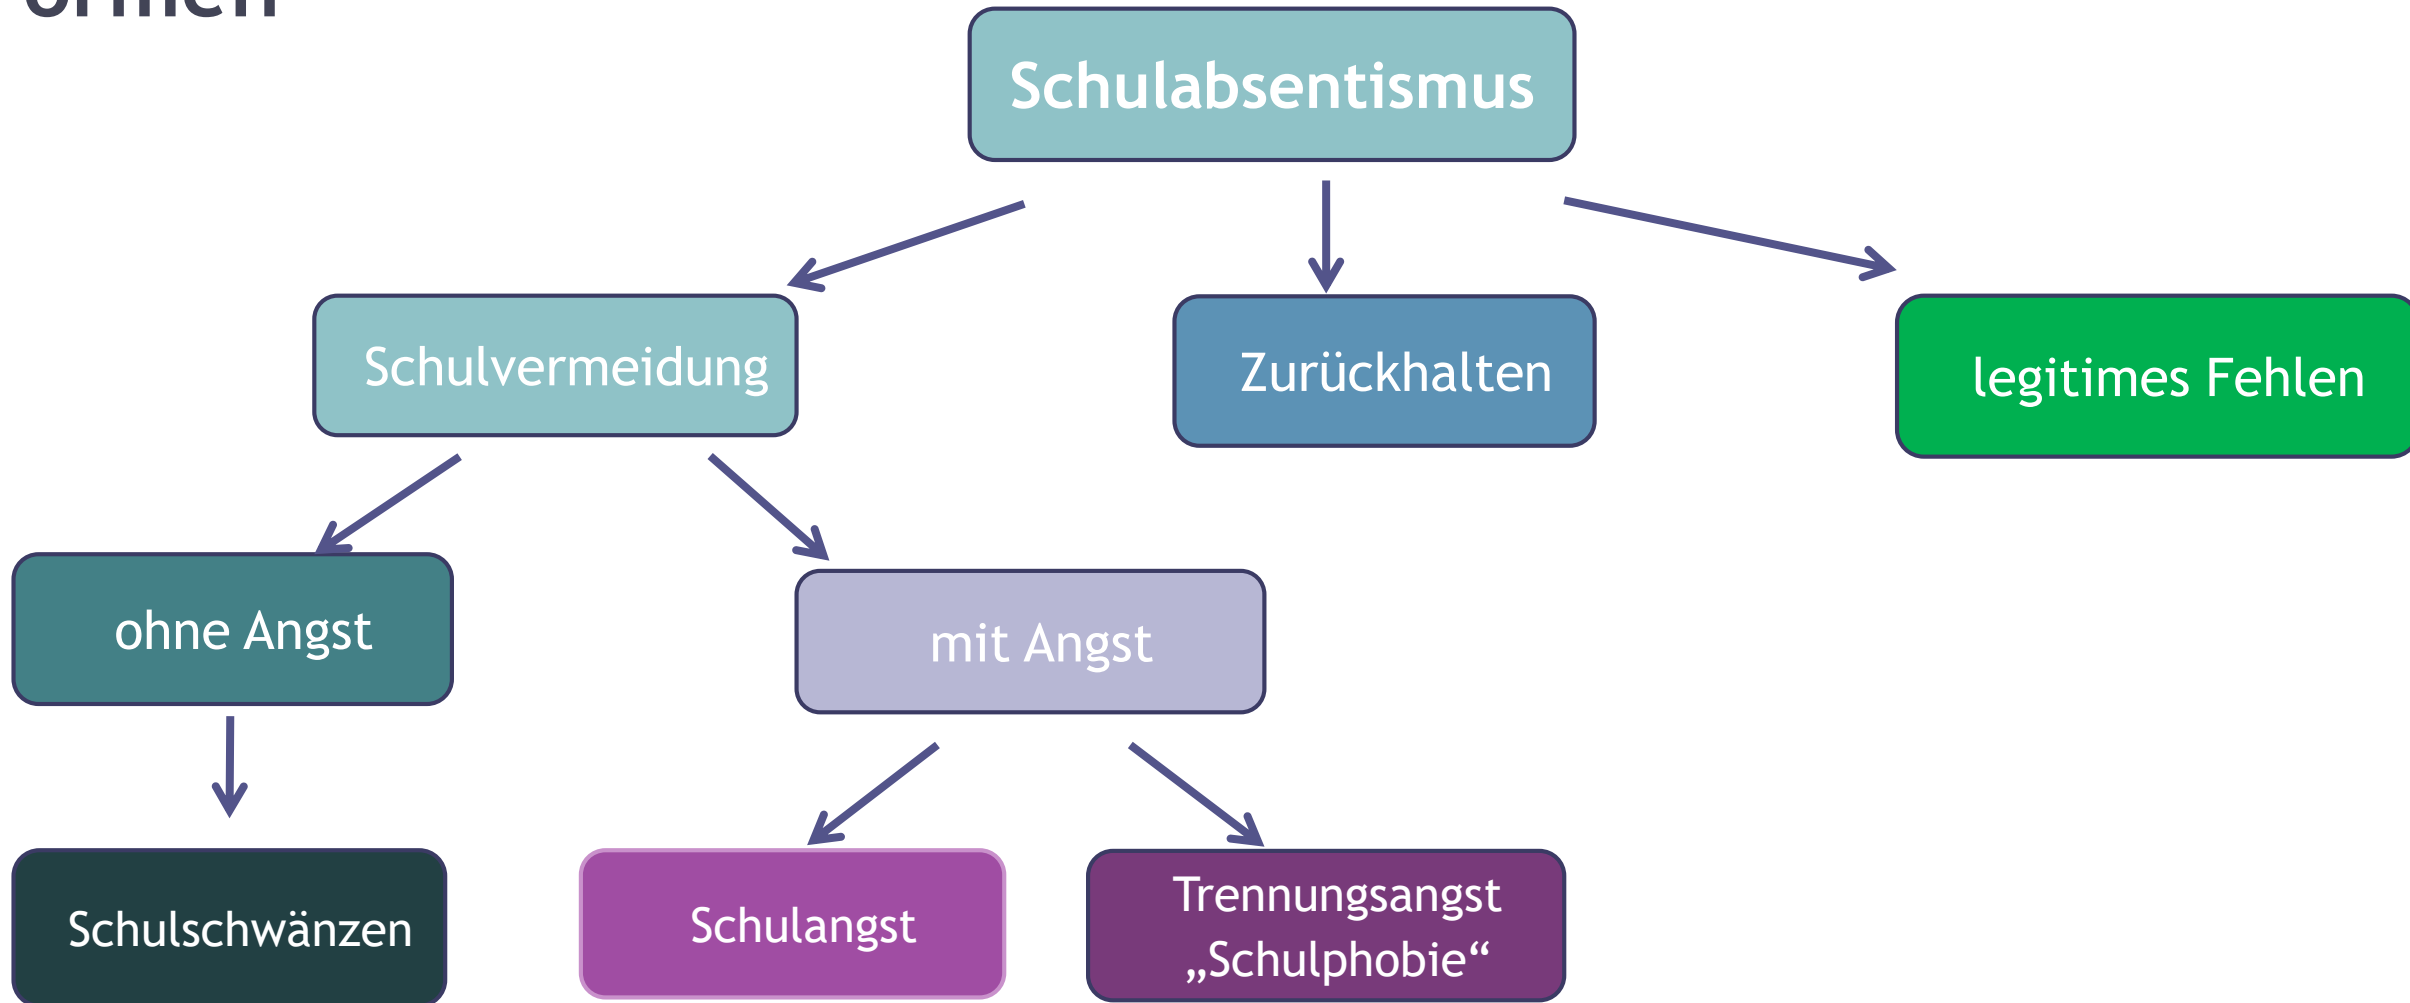 Schulabsentismus
Schulvermeidung
Zurückhalten
legitimes Fehlen
ohne Angst
mit Angst
Schulschwänzen
Schulangst
Trennungsangst
„Schulphobie“